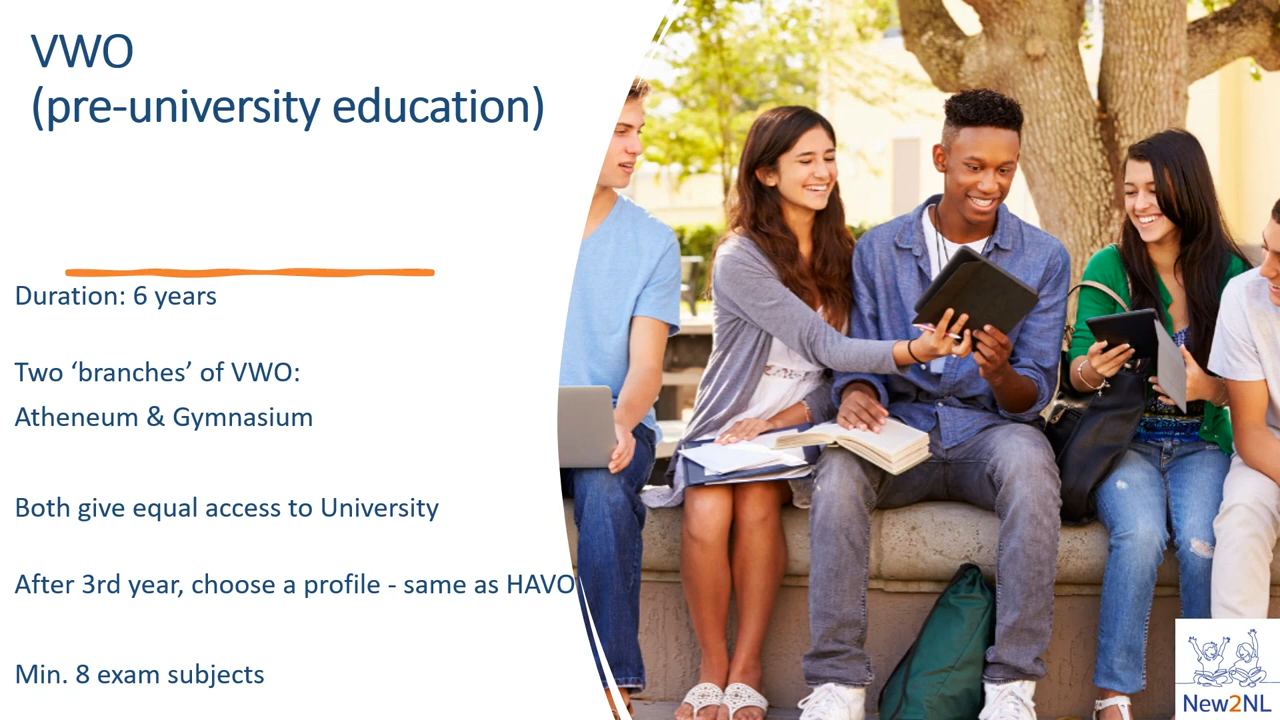 VWO
(pre-university education)
Duration: 6 years
Two ‘branches’ of VWO:
Atheneum & Gymnasium
Both give equal access to University
After 3rd year, choose a profile - same as HAVO
Min. 8 exam subjects
New2NL